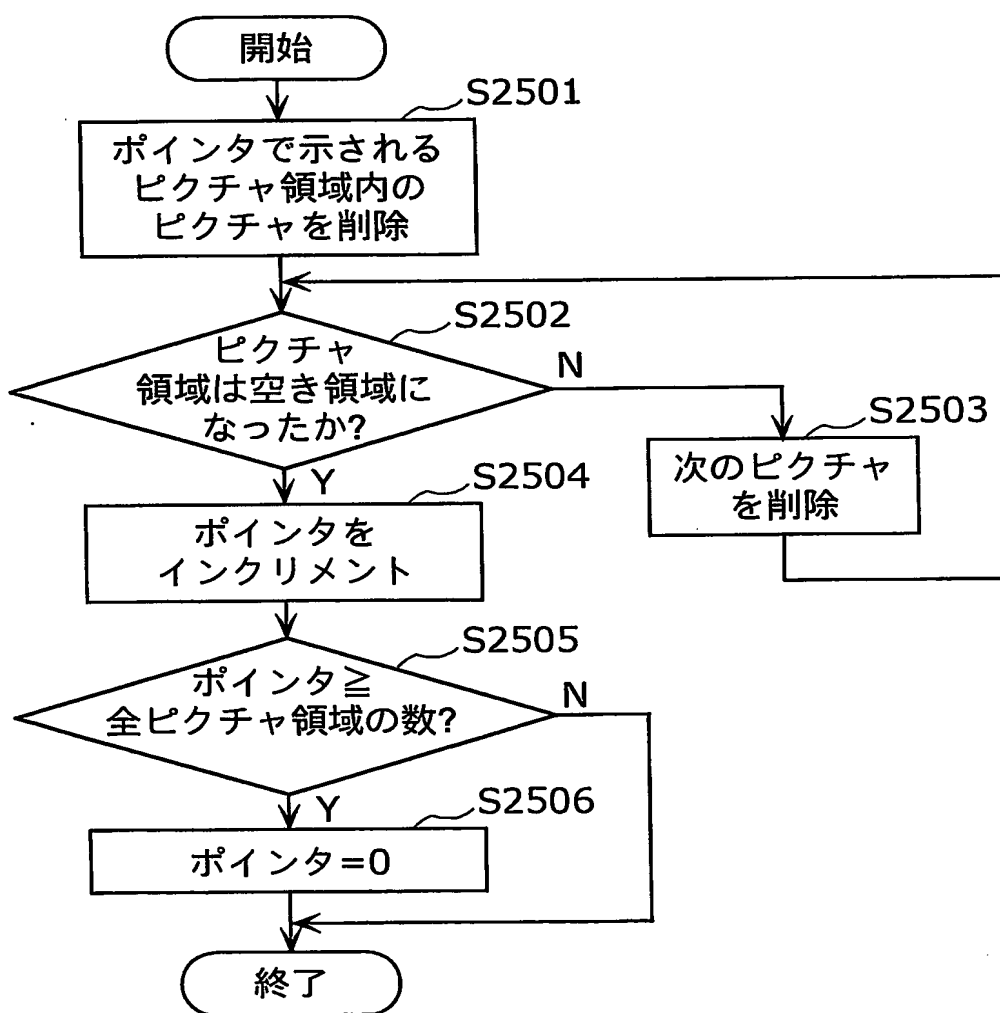 開始
S2501
ポインタで示される
ピクチャ領域内の
ピクチャを削除
S2502
ピクチャ
領域は空き領域に
なったか?
N
S2503
次のピクチャ
を削除
Y
S2504
ポインタを
インクリメント
S2505
ポインタ≧
全ピクチャ領域の数?
N
Y
S2506
ポインタ=0
終了